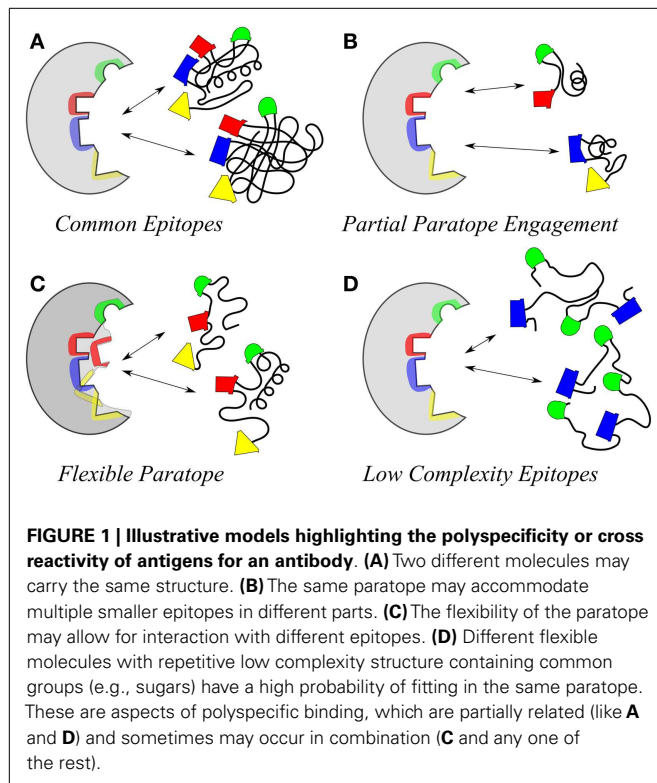 A
B
Common Epitopes
Partial Paratope Engagement
C
D
Flexible Paratope
Low Complexity Epitopes
FIGURE 1 | Illustrative models highlighting the polyspecificity or cross
reactivity of antigens for an antibody. (A) Two different molecules may
carry the same structure. (B) The same paratope may accommodate
multiple smaller epitopes in different parts. (C) The flexibility of the paratope
may allow for interaction with different epitopes. (D) Different flexible
molecules with repetitive low complexity structure containing common
groups (e.g., sugars) have a high probability of fitting in the same paratope.
These are aspects of polyspecific binding, which are partially related (like A
and D) and sometimes may occur in combination (C and any one of
the rest).